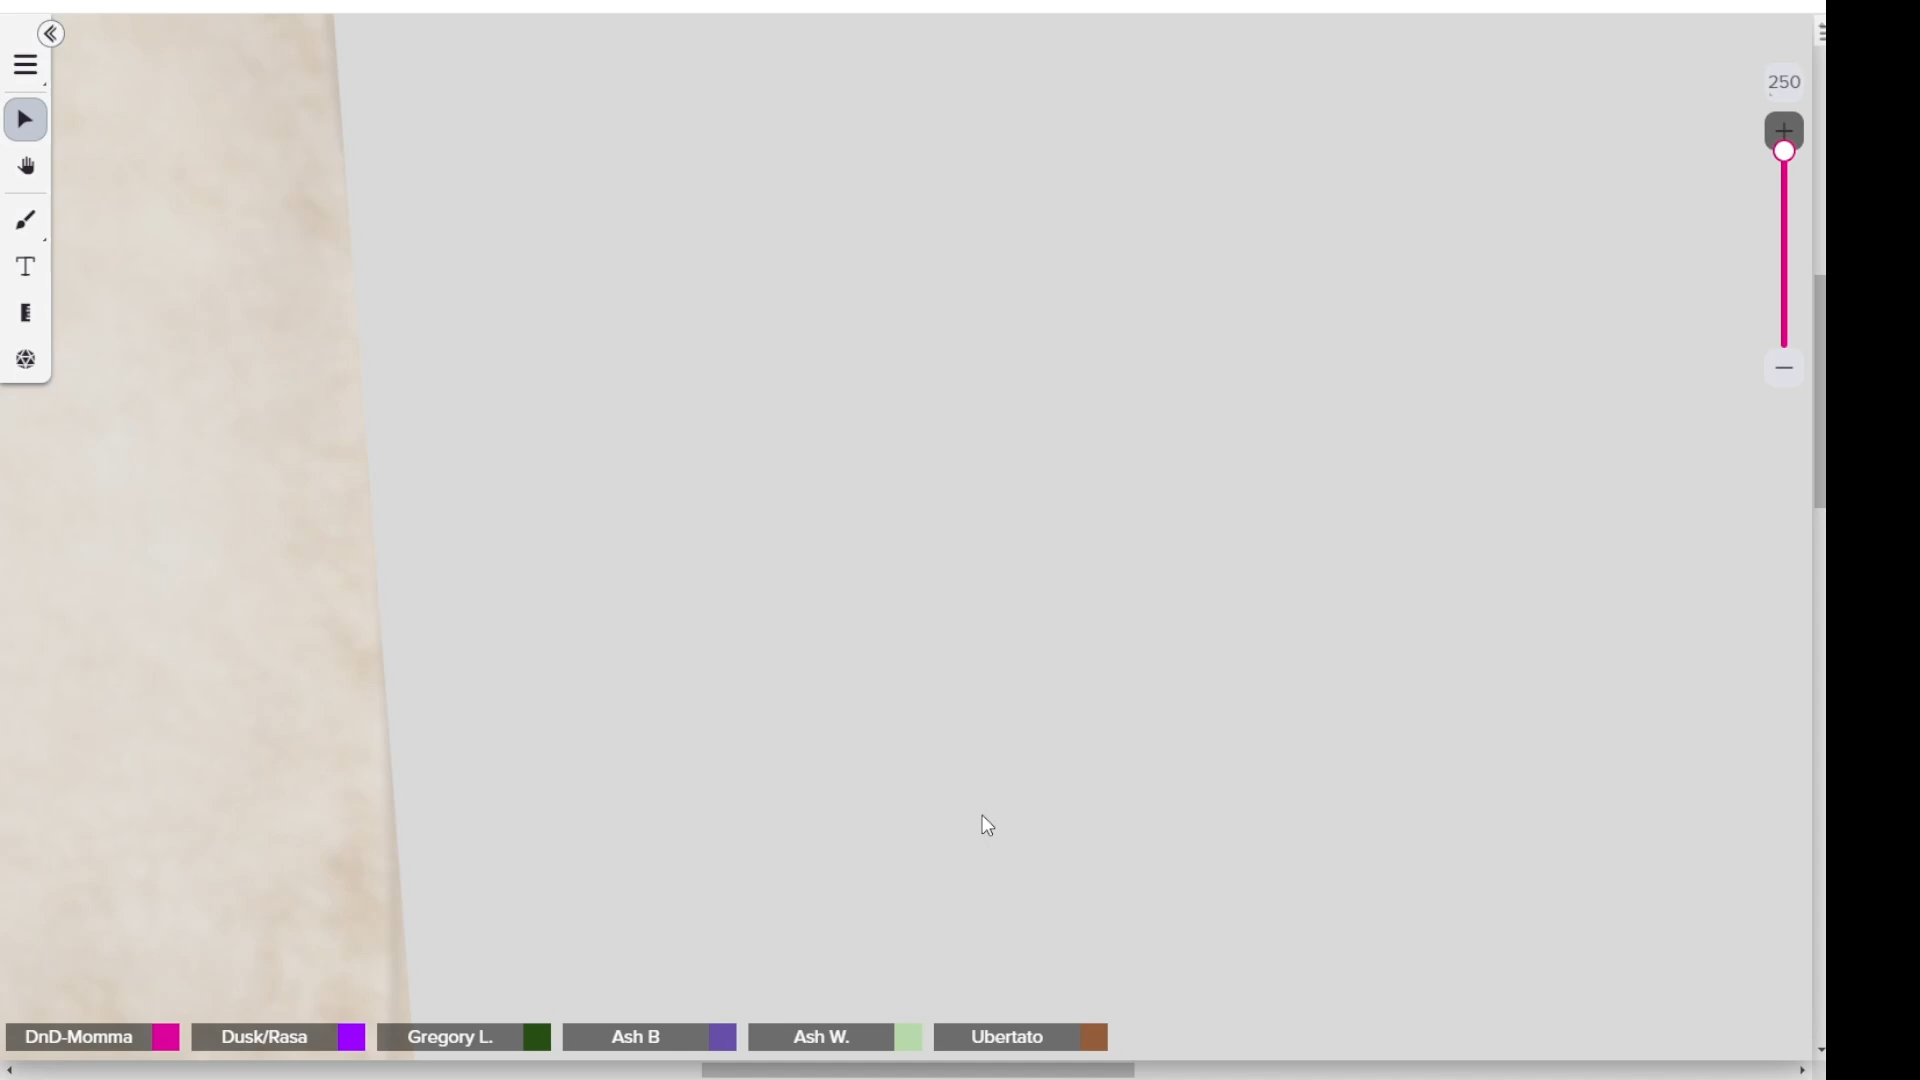 250
DnD-Momma
Dusk/Rasa
Gregory L.
Ash B
Ash W.
Ubertato